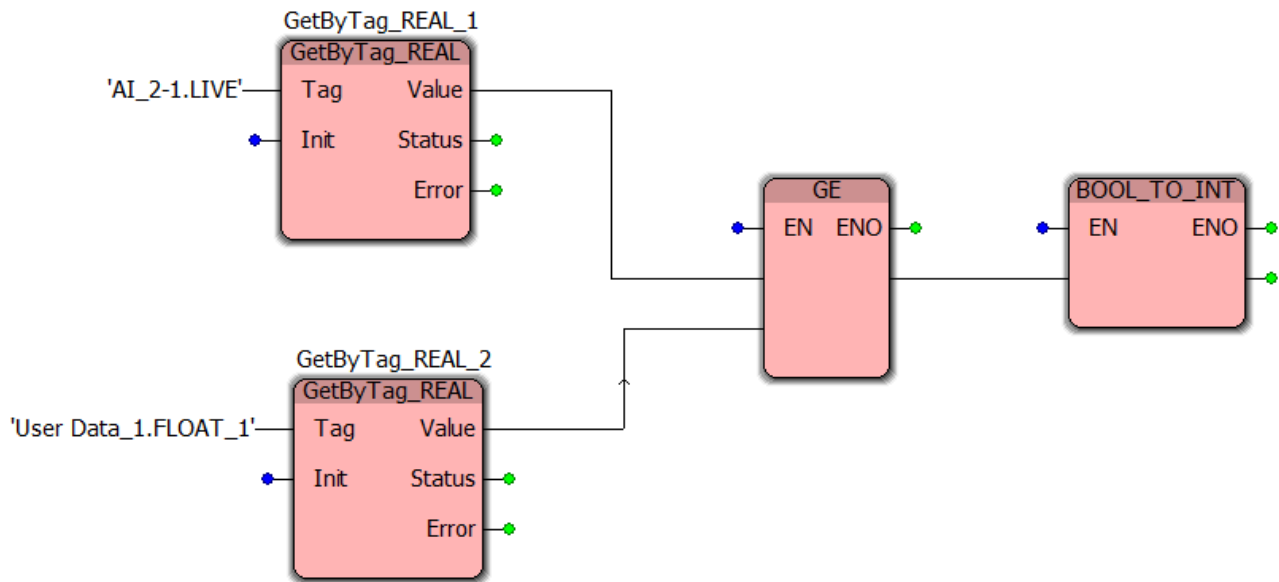 GetByTag_REAL_1
GetByTag_REAL
'AI_2-1.LIVE' Tag Value
Init Status
Error
GE
EN ENO
BOOL_TO_INT
EN ENO
GetByTag_REAL_2
GetByTag_REAL
'User Data_1.FLOAT_1' Tag Value
Init Status
Error